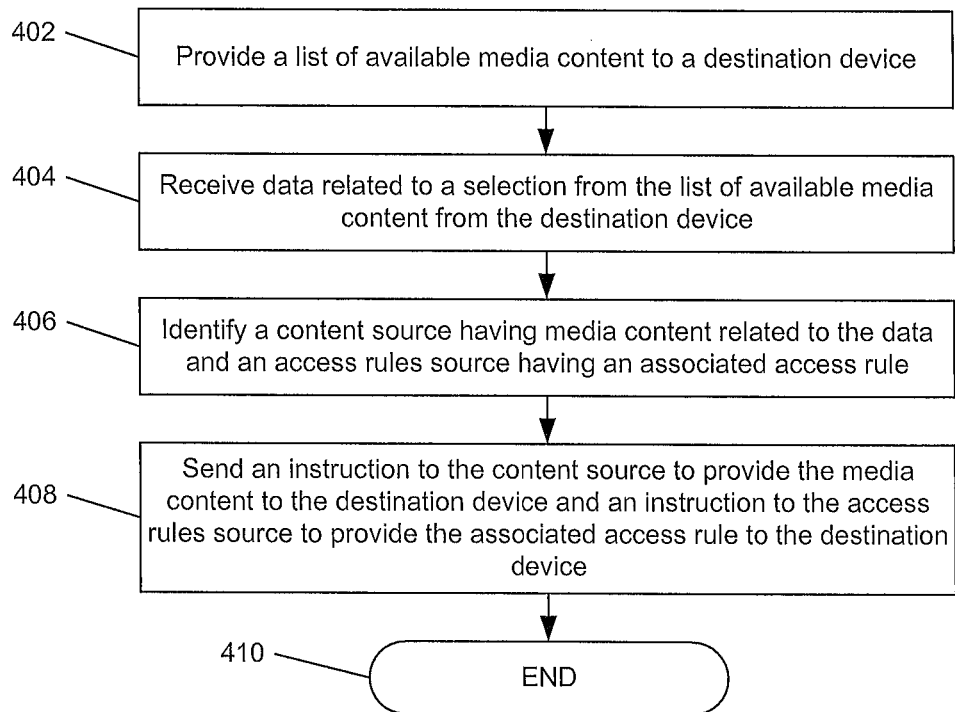 402
Provide a list of available media content to a destination device
404
Receive data related to a selection from the list of available media
content from the destination device
406
Identify a content source having media content related to the data
and an access rules source having an associated access rule
408
Send an instruction to the content source to provide the media
content to the destination device and an instruction to the access
rules source to provide the associated access rule to the destination
device
410
END